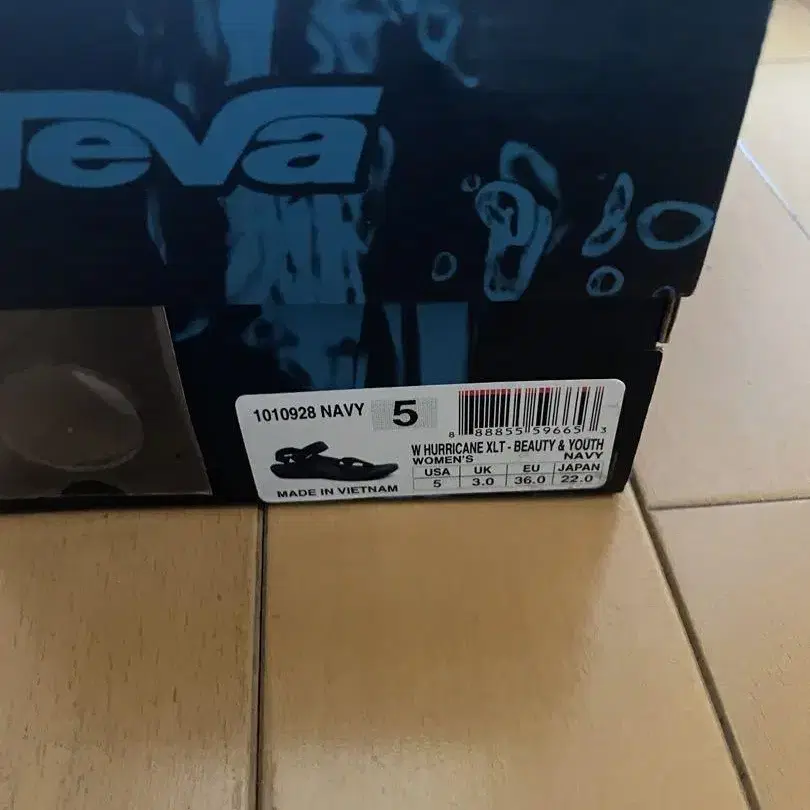 Teva
1010928 NAVY 5
8 88855 59665 3
W HURRICANE XLT - BEAUTY & YOUTH
WOMEN'S NAVY
USA UK EU JAPAN
5 3.0 36.0 22.0
MADE IN VIETNAM